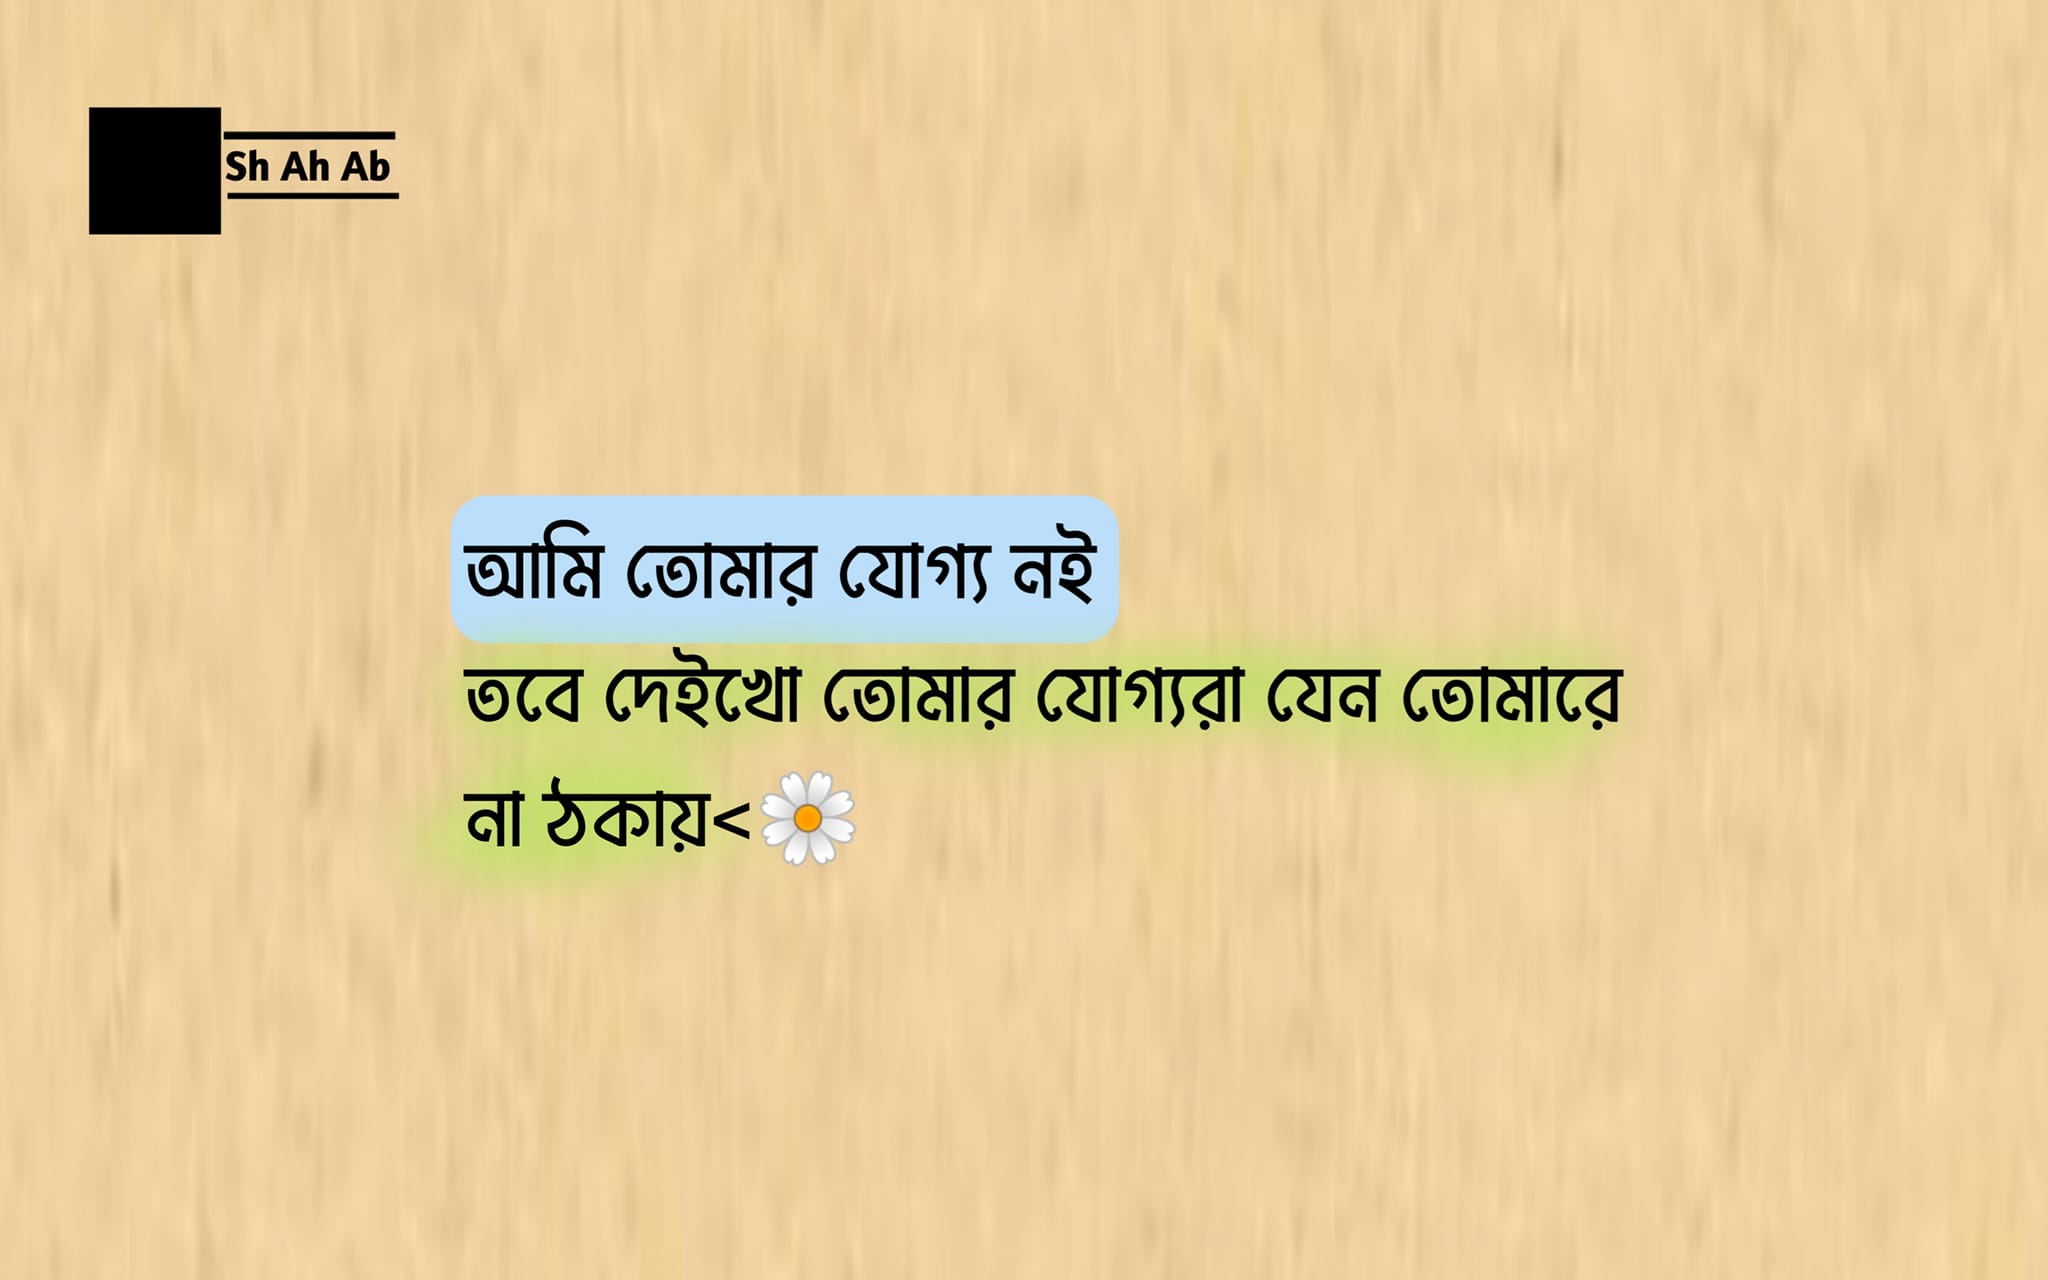 Sh Ah Ab
আমি তোমার যোগ্য নই
তবে দেইখো তোমার যোগ্যরা যেন তোমারে
না ঠকায়<🌼